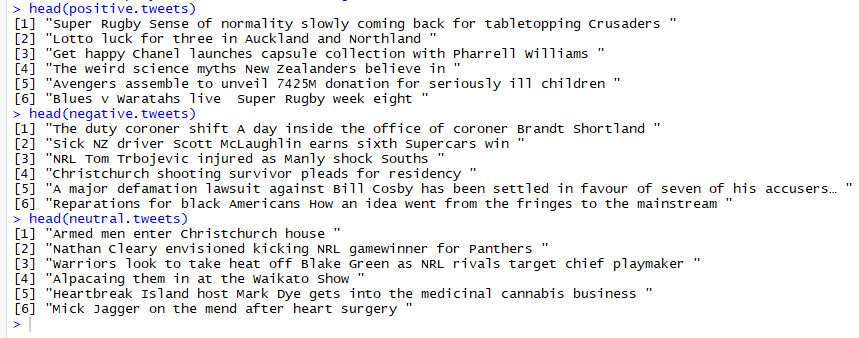 > head(positive.tweets)
[1] "Super Rugby Sense of normality slowly coming back for tabletopping Crusaders "
[2] "Lotto luck for three in Auckland and Northland "
[3] "Get happy Chanel launches capsule collection with Pharrell Williams "
[4] "The weird science myths New Zealanders believe in "
[5] "Avengers assemble to unveil 7425M donation for seriously ill children "
[6] "Blues v Waratahs live  Super Rugby week eight "
> head(negative.tweets)
[1] "The duty coroner shift A day inside the office of coroner Brandt Shortland "
[2] "Sick NZ driver Scott McLaughlin earns sixth Supercars win "
[3] "NRL Tom Trbojevic injured as Manly shock Souths "
[4] "Christchurch shooting survivor pleads for residency "
[5] "A major defamation lawsuit against Bill Cosby has been settled in favour of seven of his accusers… "
[6] "Reparations for black Americans How an idea went from the fringes to the mainstream "
> head(neutral.tweets)
[1] "Armed men enter Christchurch house "
[2] "Nathan Cleary envisioned kicking NRL gamewinner for Panthers "
[3] "Warriors look to take heat off Blake Green as NRL rivals target chief playmaker "
[4] "Alpacaing them in at the Waikato Show "
[5] "Heartbreak Island host Mark Dye gets into the medicinal cannabis business "
[6] "Mick Jagger on the mend after heart surgery "
>